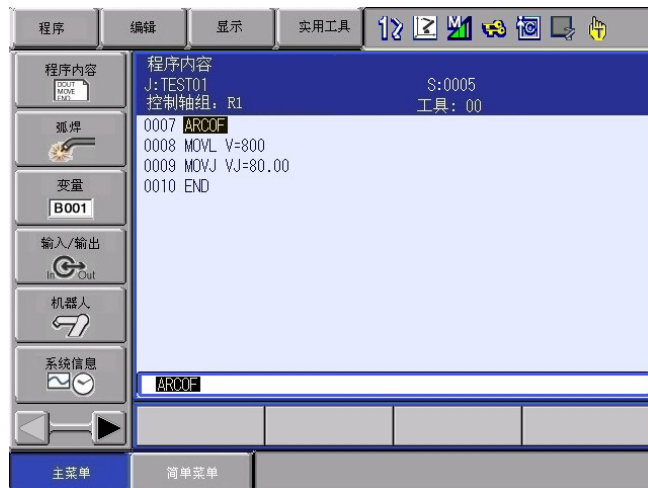 程序 编辑 显示 实用工具
程序内容
DOUT
MOVE
END
弧焊
变量
B001
输入/输出
In Out
机器人
系统信息
程序内容
J:TEST01 S:0005
控制轴组: R1 工具: 00
0007 ARCOF
0008 MOVL V=800
0009 MOVJ VJ=80.00
0010 END
ARCOF
主菜单 简单菜单